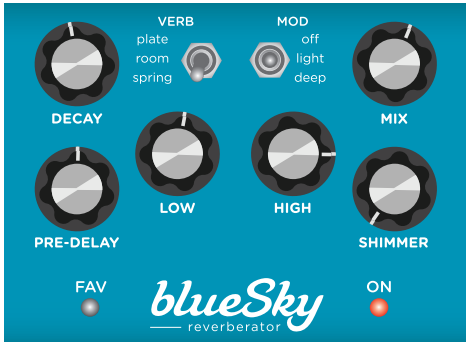 VERB
plate
room
spring
MOD
off
light
deep
DECAY
MIX
LOW
HIGH
PRE-DELAY
SHIMMER
FAV
blueSky
reverberator
ON